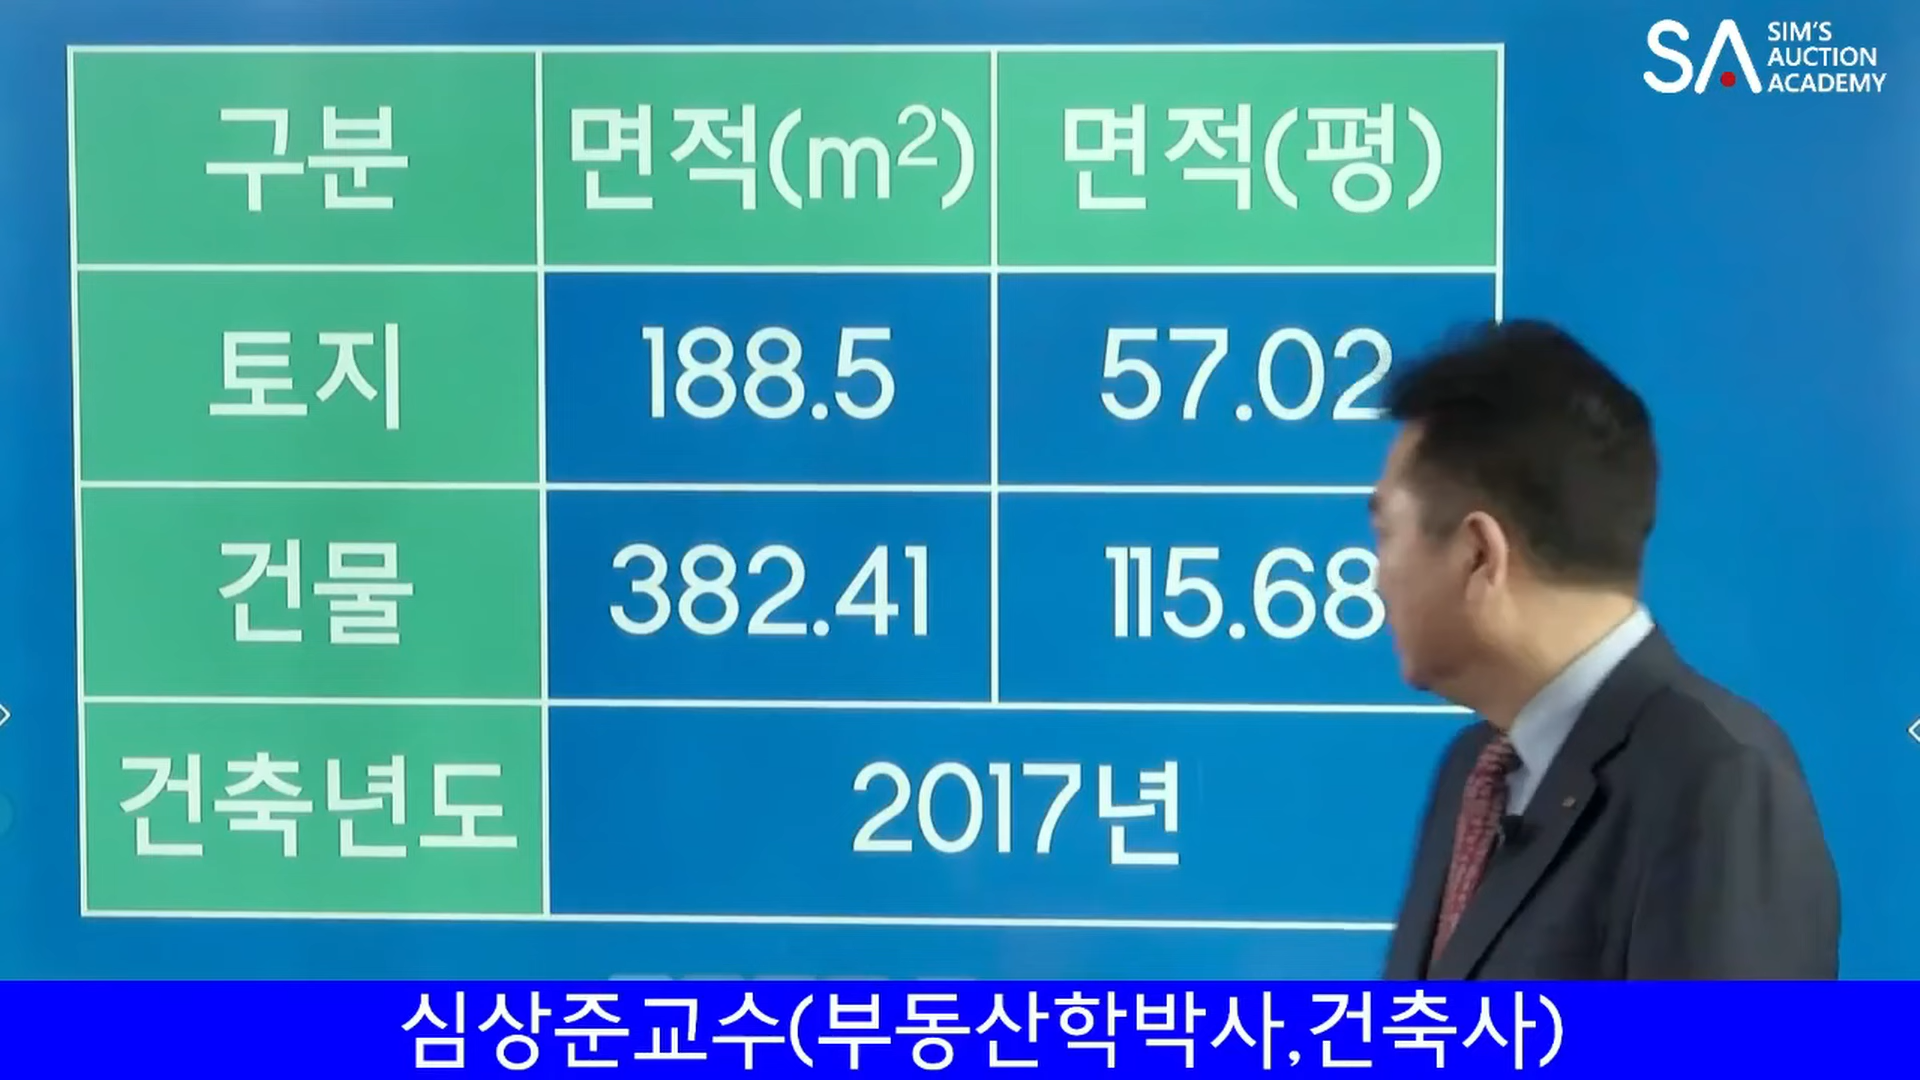 SA SIM'S
AUCTION
ACADEMY
구분 면적(m²) 면적(평)
토지 188.5 57.02
건물 382.41 115.68
건축년도 2017년
심상준교수(부동산학박사,건축사)